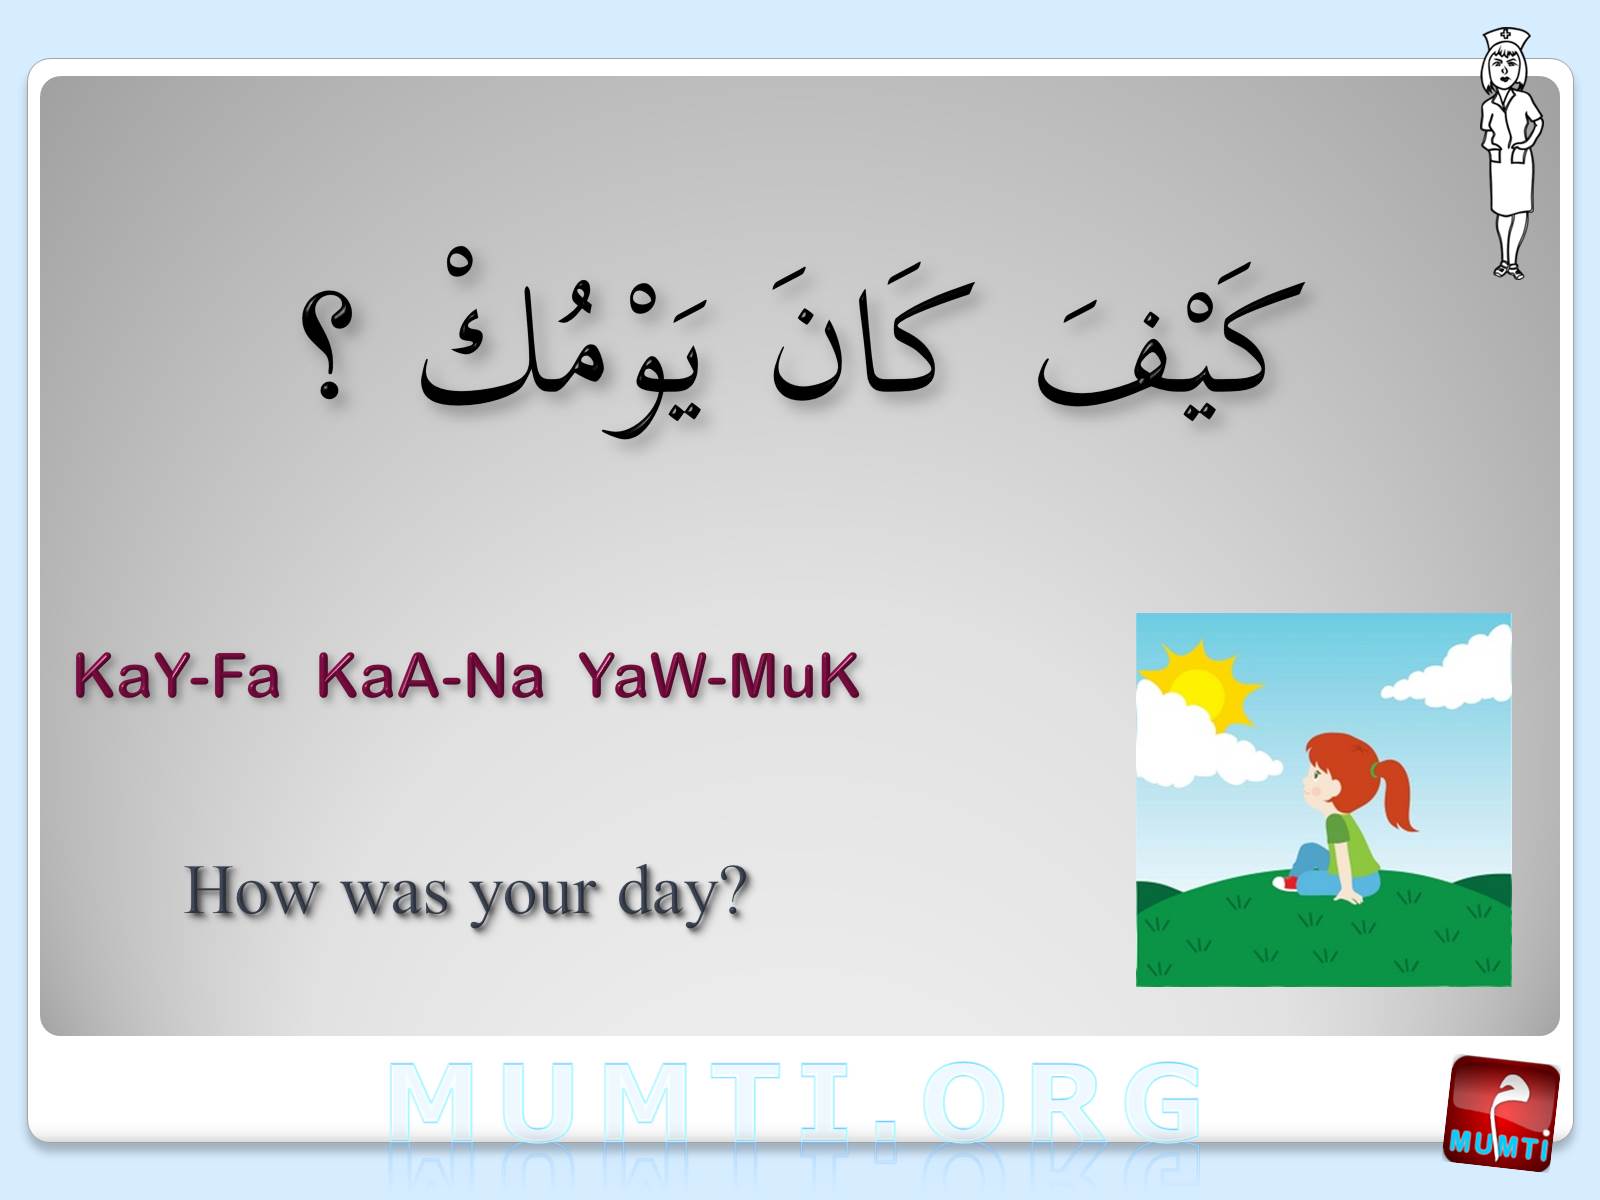 كَيْفَ كَانَ يَوْمُكْ ؟
KaY-Fa KaA-Na YaW-MuK
How was your day?
MUMTI.ORG
م
MUMTi